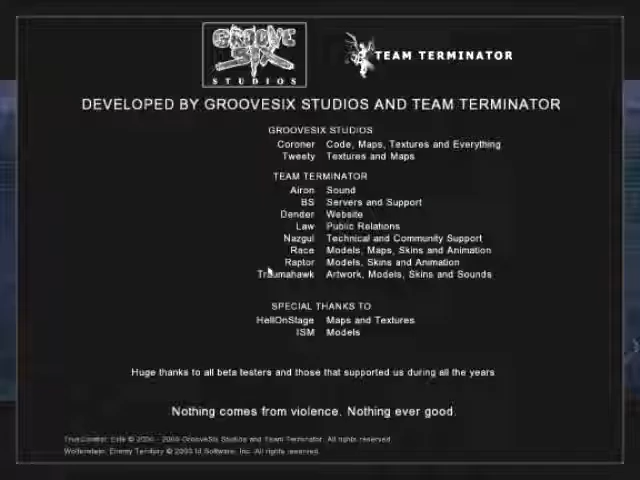 GROOVE SIX
STUDIOS
TEAM TERMINATOR
DEVELOPED BY GROOVESIX STUDIOS AND TEAM TERMINATOR
GROOVESIX STUDIOS
Coroner Code, Maps, Textures and Everything
Tweety Textures and Maps
TEAM TERMINATOR
Airon Sound
BS Servers and Support
Dender Website
Law Public Relations
Nazgul Technical and Community Support
Race Models, Maps, Skins and Animation
Raptor Models, Skins and Animation
Traumahawk Artwork, Models, Skins and Sounds
SPECIAL THANKS TO
HellOnStage Maps and Textures
ISM Models
Huge thanks to all beta testers and those that supported us during all the years
Nothing comes from violence. Nothing ever good.
TrueCombat: Elite © GrooveSix Studios and Team Terminator. All rights reserved
Wolfenstein: Enemy Territory © 2003 Id Software, Inc. All rights reserved.